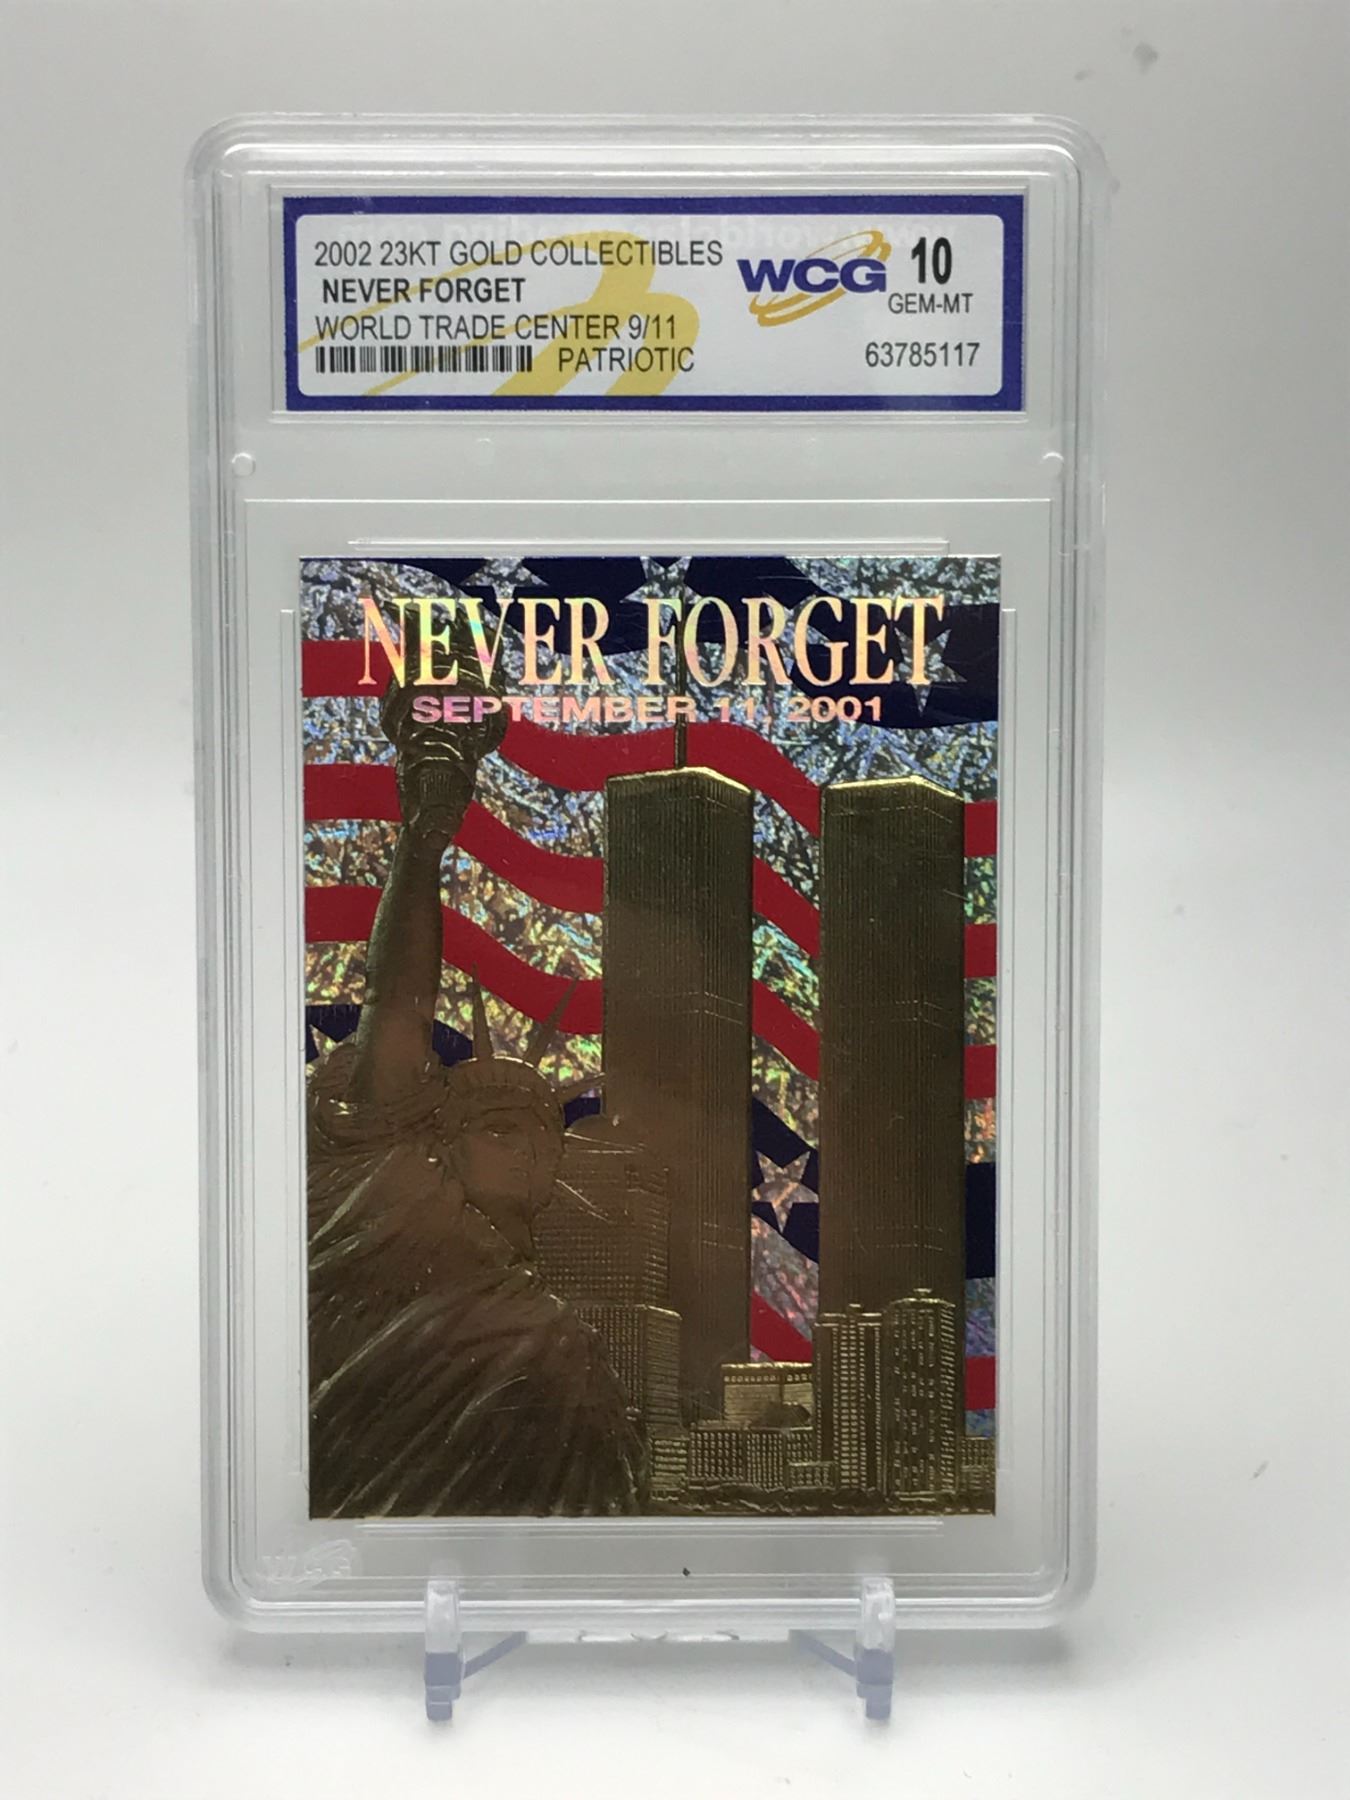 2002 23KT GOLD COLLECTIBLES
NEVER FORGET
WORLD TRADE CENTER 9/11
PATRIOTIC
WCG 10
GEM-MT
63785117
NEVER FORGET
SEPTEMBER 11, 2001
WCG